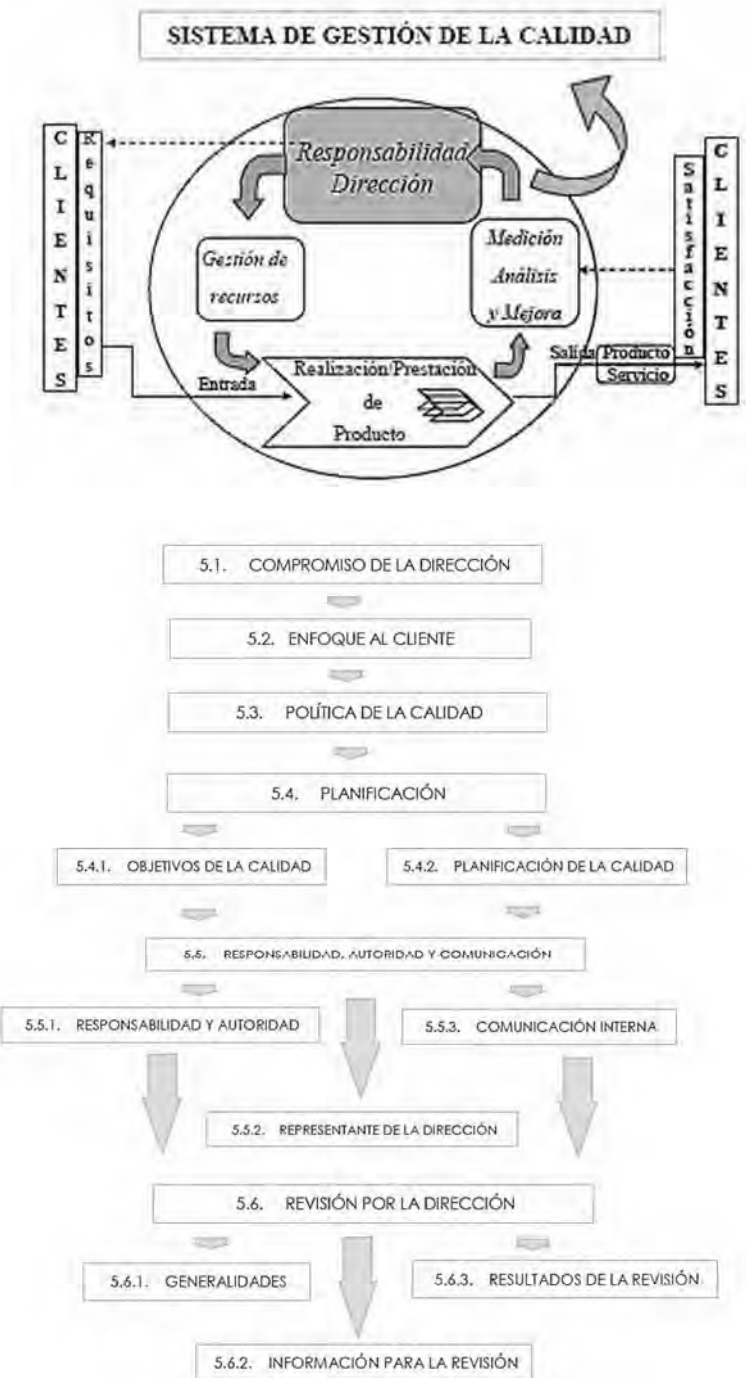 SISTEMA DE GESTIÓN DE LA CALIDAD
CLIENTES
Requisitos
Responsabilidad
Dirección
Gestión de
recursos
Medición
Análisis
y Mejora
Satisfacción
CLIENTES
Entrada
Realización/Prestación
de
Producto
Salida
Producto
Servicio
5.1. COMPROMISO DE LA DIRECCIÓN
5.2. ENFOQUE AL CLIENTE
5.3. POLÍTICA DE LA CALIDAD
5.4. PLANIFICACIÓN
5.4.1. OBJETIVOS DE LA CALIDAD
5.4.2. PLANIFICACIÓN DE LA CALIDAD
5.5. RESPONSABILIDAD, AUTORIDAD Y COMUNICACIÓN
5.5.1. RESPONSABILIDAD Y AUTORIDAD
5.5.3. COMUNICACIÓN INTERNA
5.5.2. REPRESENTANTE DE LA DIRECCIÓN
5.6. REVISIÓN POR LA DIRECCIÓN
5.6.1. GENERALIDADES
5.6.3. RESULTADOS DE LA REVISIÓN
5.6.2. INFORMACIÓN PARA LA REVISIÓN